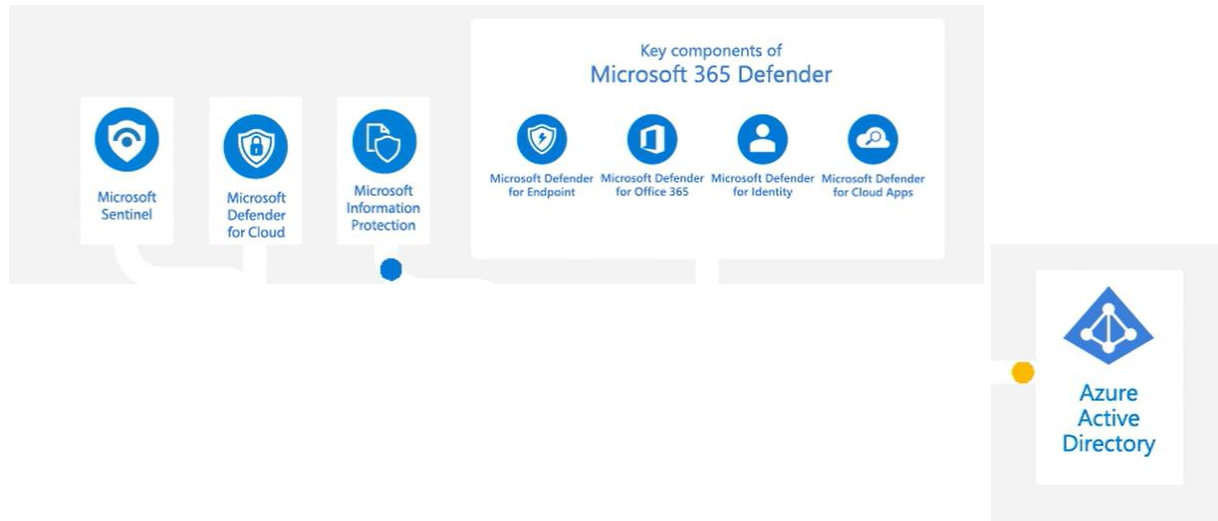 Key components of
Microsoft 365 Defender
Microsoft
Sentinel
Microsoft
Defender
for Cloud
Microsoft
Information
Protection
Microsoft Defender
for Endpoint
Microsoft Defender
for Office 365
Microsoft Defender
for Identity
Microsoft Defender
for Cloud Apps
Azure
Active
Directory